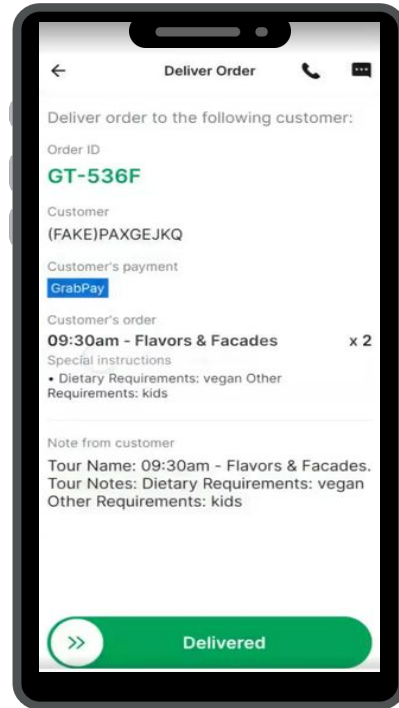 Deliver Order
Deliver order to the following customer:
Order ID
GT-536F
Customer
(FAKE)PAXGEJKQ
Customer's payment
GrabPay
Customer's order
09:30am - Flavors & Facades x 2
Special instructions
• Dietary Requirements: vegan Other
Requirements: kids
Note from customer
Tour Name: 09:30am - Flavors & Facades.
Tour Notes: Dietary Requirements: vegan
Other Requirements: kids
Delivered